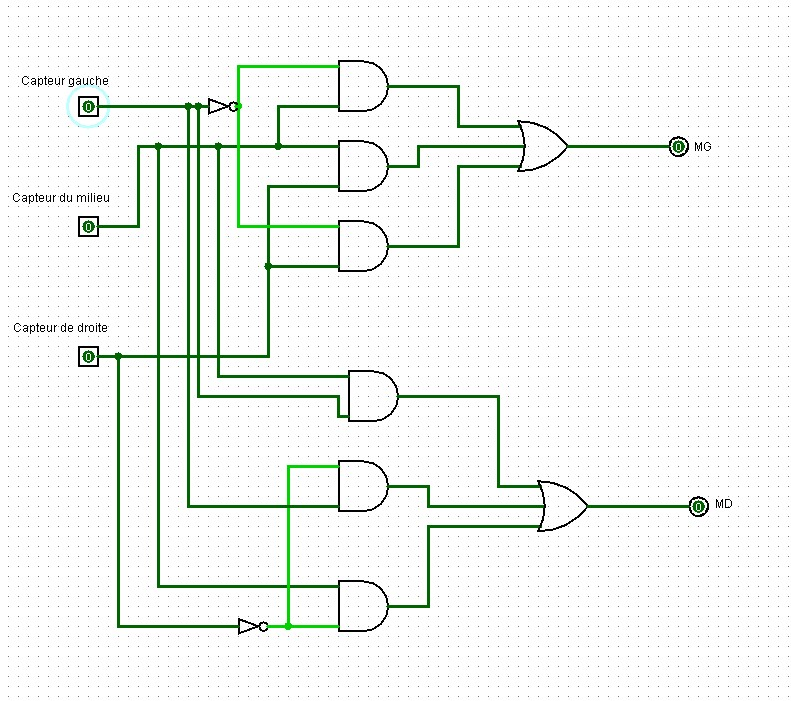 Capteur gauche
0
Capteur du milieu
0
Capteur de droite
0
0 MG
0 MD